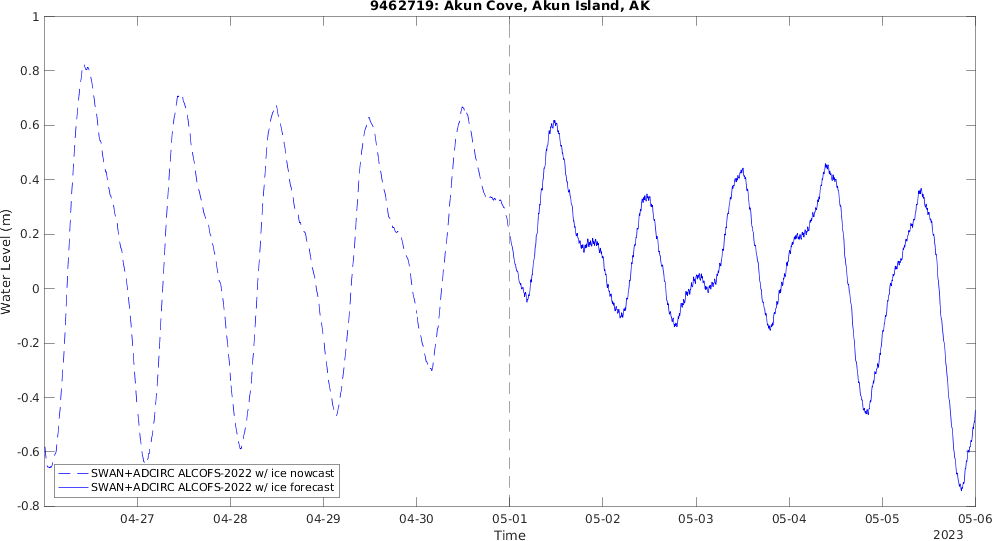 9462719: Akun Cove, Akun Island, AK
1
0.8
0.6
0.4
0.2
0
-0.2
-0.4
-0.6
-0.8
Water Level (m)
SWAN+ADCIRC ALCOFS-2022 w/ ice nowcast
SWAN+ADCIRC ALCOFS-2022 w/ ice forecast
04-27 04-28 04-29 04-30 05-01 05-02 05-03 05-04 05-05 05-06
Time
2023